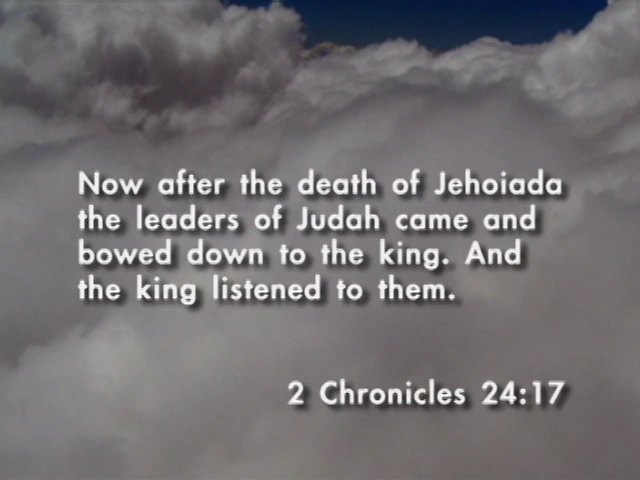 Now after the death of Jehoiada
the leaders of Judah came and
bowed down to the king. And
the king listened to them.
2 Chronicles 24:17